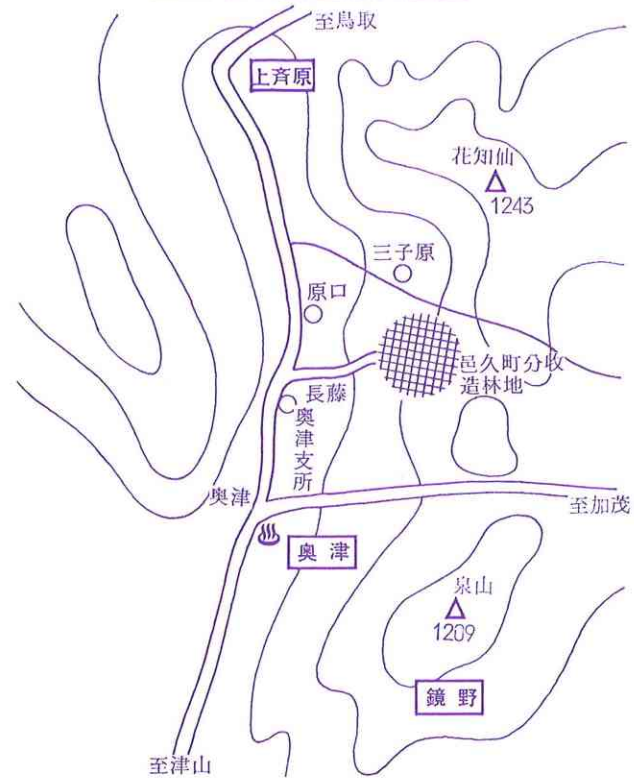 至鳥取
上斉原
花知仙
1243
三子原
原口
邑久町分収
造林地
長藤
奥津支所
奥津
至加茂
奥津
泉山
1209
鏡野
至津山